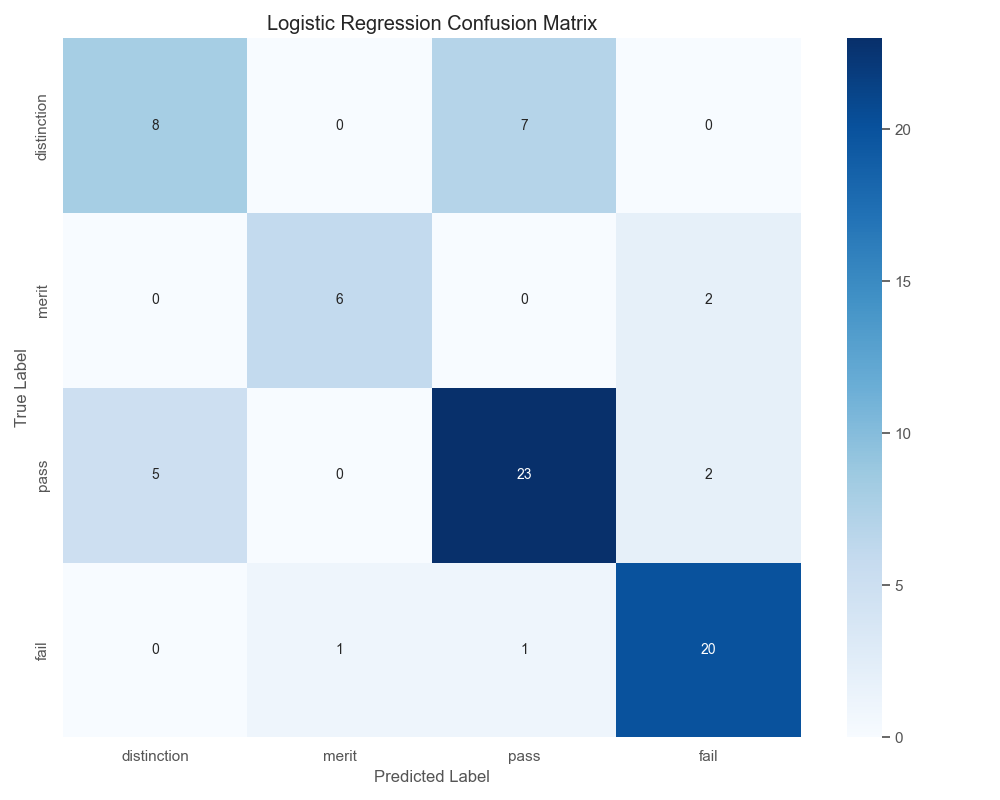 Logistic Regression Confusion Matrix
True Label
distinction
8 0 7 0
merit
0 6 0 2
pass
5 0 23 2
fail
0 1 1 20
distinction merit pass fail
Predicted Label
20
15
10
5
0